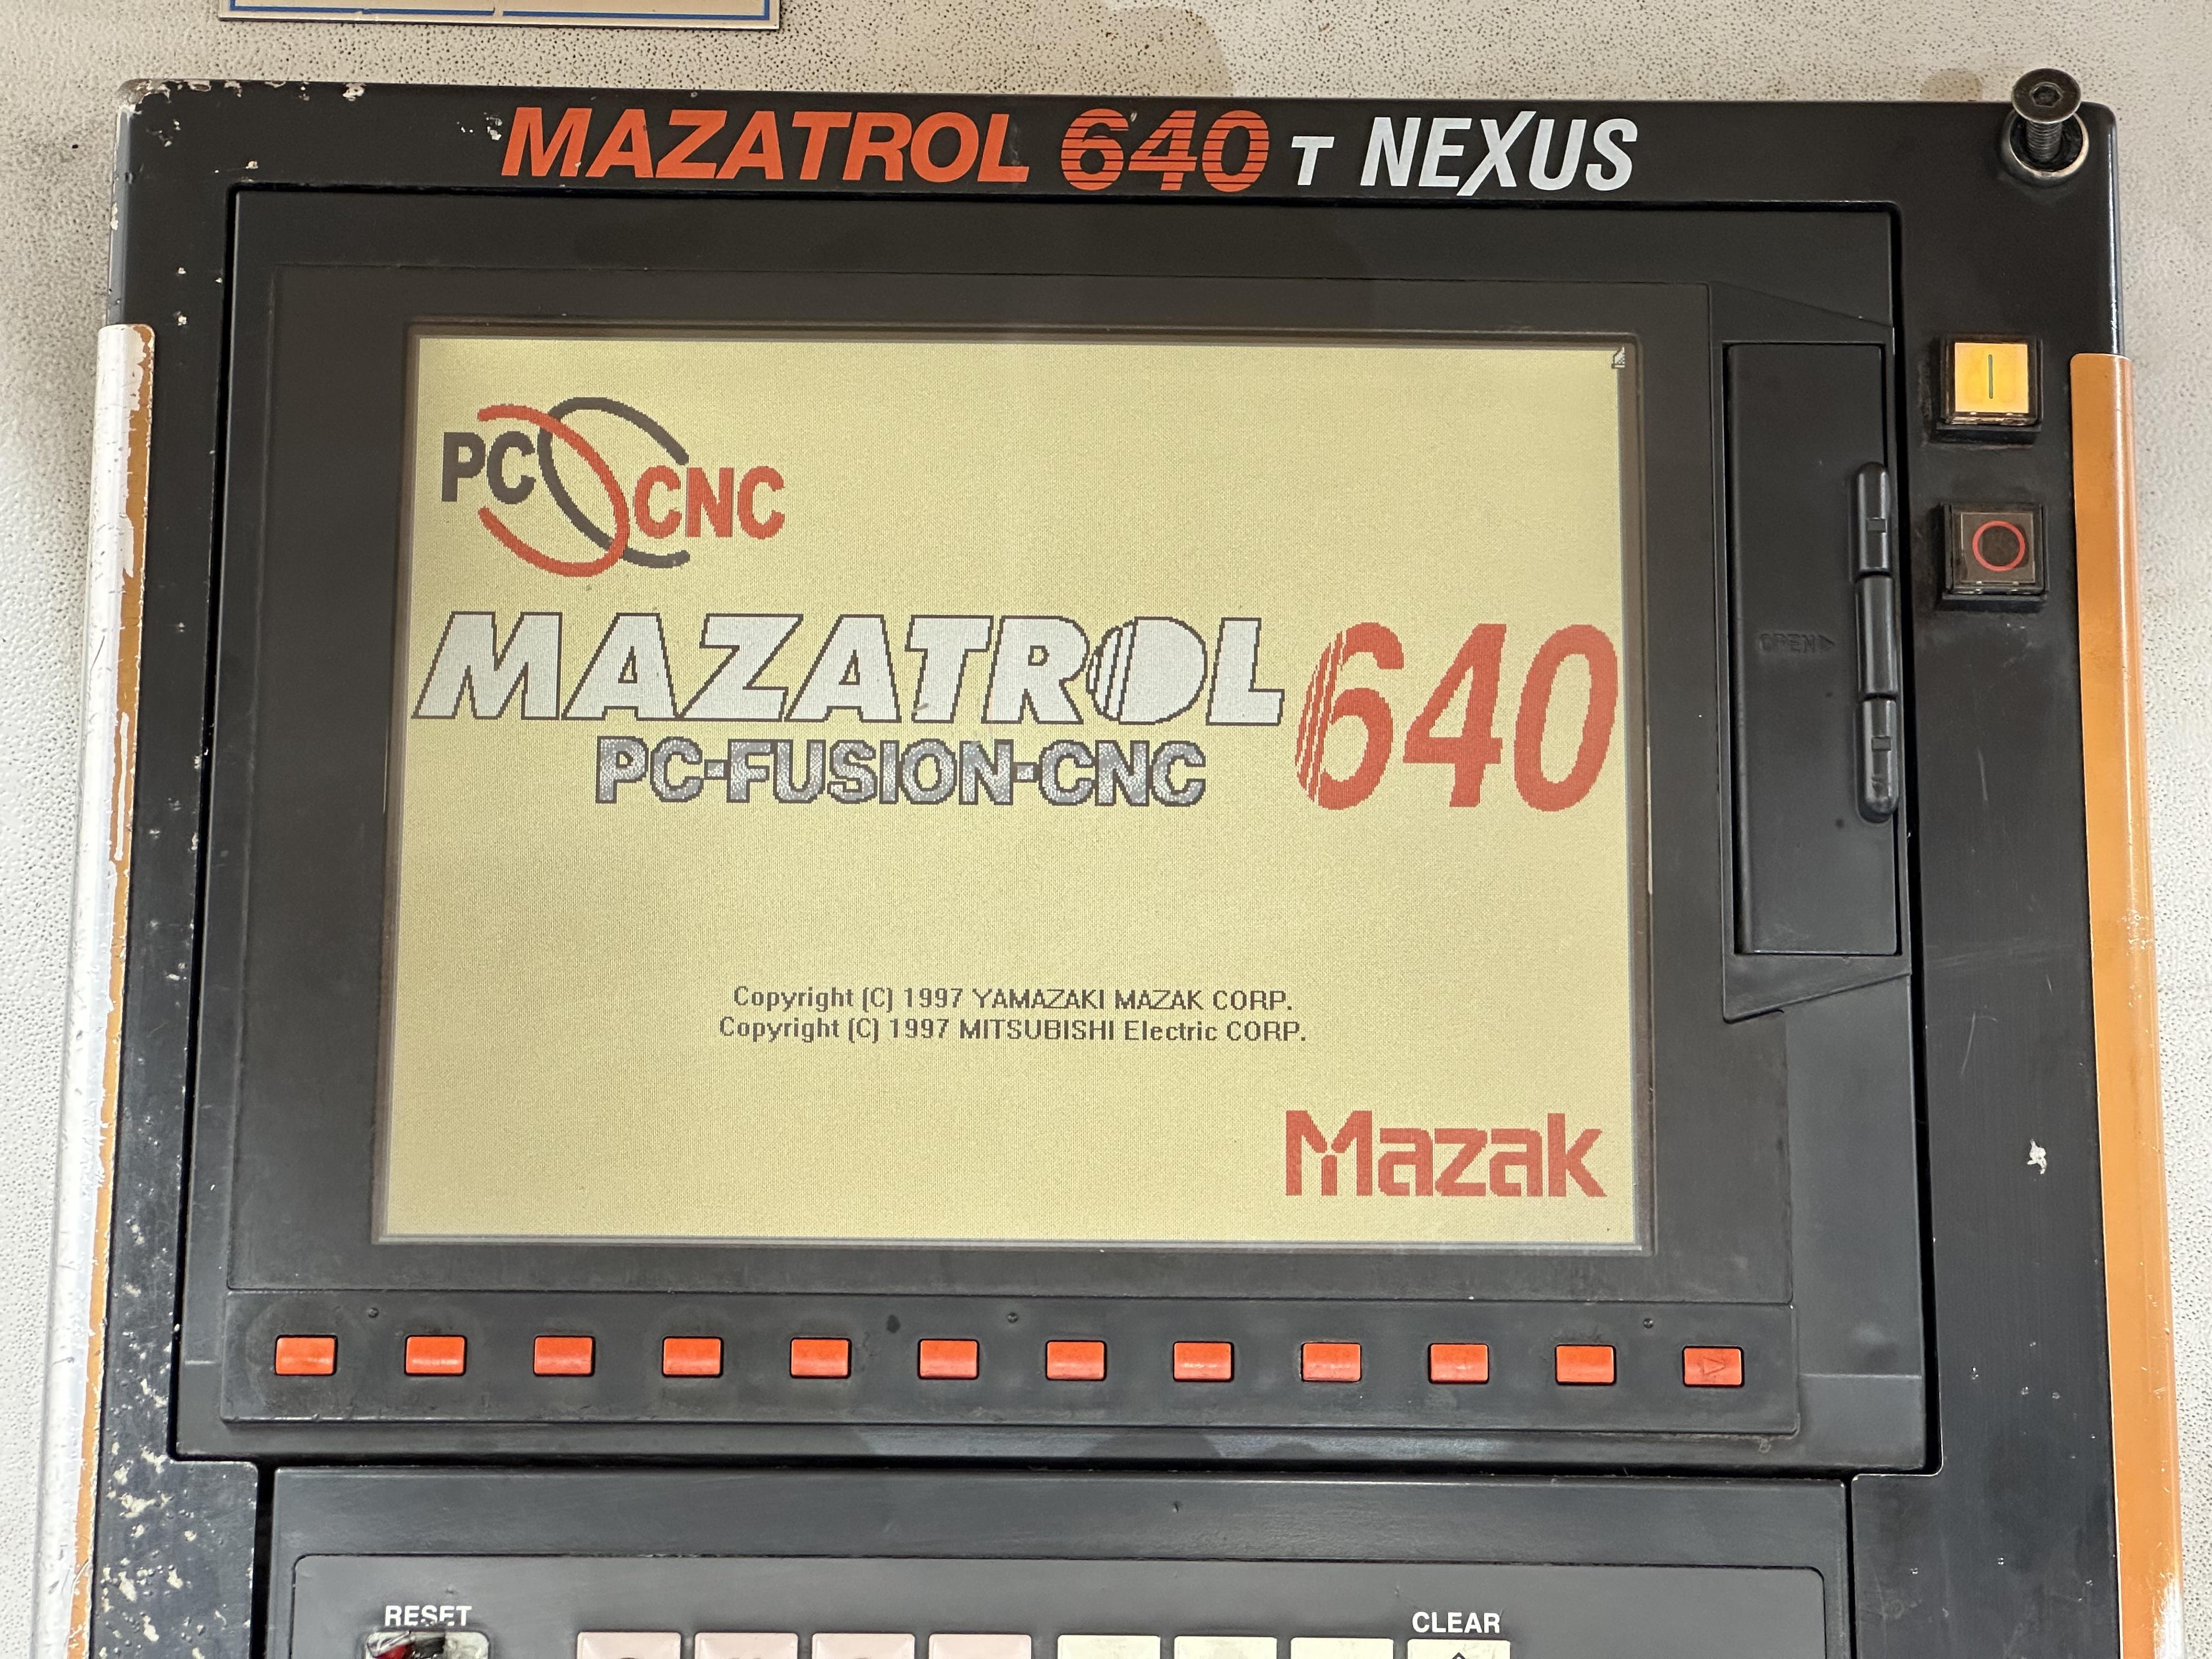 MAZATROL 640 T NEXUS
PC CNC
MAZATROL 640
PC-FUSION-CNC
OPEN
Copyright (C) 1997 YAMAZAKI MAZAK CORP.
Copyright (C) 1997 MITSUBISHI Electric CORP.
Mazak
RESET
CLEAR